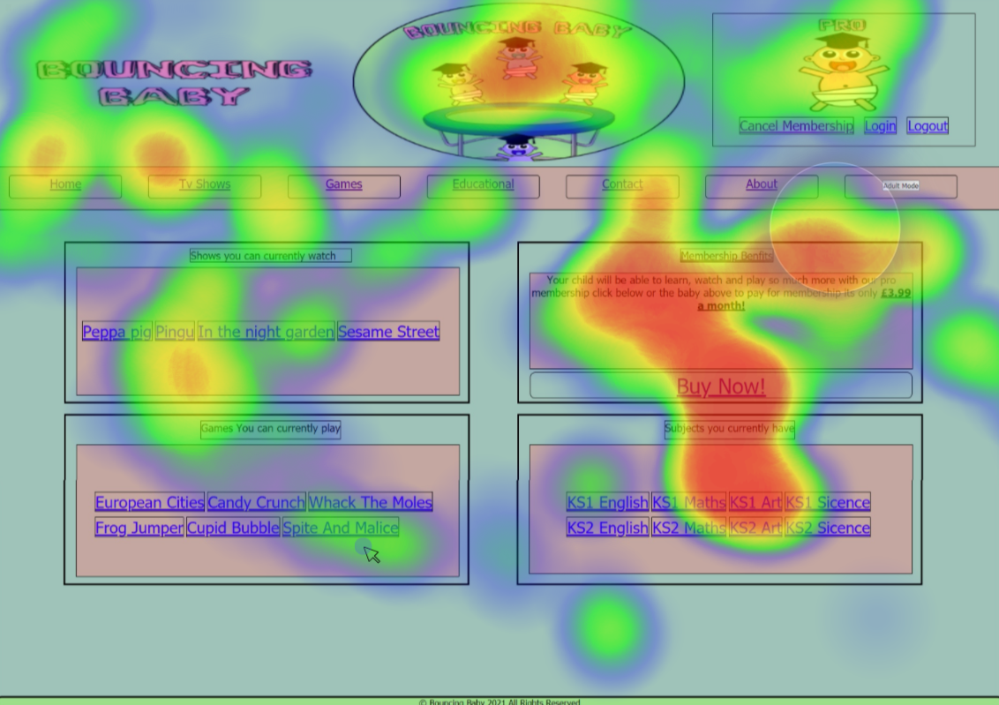 BOUNCING BABY
PRO
BOUNCING
BABY
Cancel Membership Login Logout
Home Tv Shows Games Educational Contact About Adult Mode
Shows you can currently watch
Peppa pig Pingu In the night garden Sesame Street
Membership Benfits
Your child will be able to learn, watch and play so much more with our pro
membership click below or the baby above to pay for membership its only £3.99
a month!
Buy Now!
Games You can currently play
European Cities Candy Crunch Whack The Moles
Frog Jumper Cupid Bubble Spite And Malice
Subjects you currently have
KS1 English KS1 Maths KS1 Art KS1 Sicence
KS2 English KS2 Maths KS2 Art KS2 Sicence
© Bouncing Baby 2021 All Rights Reserved